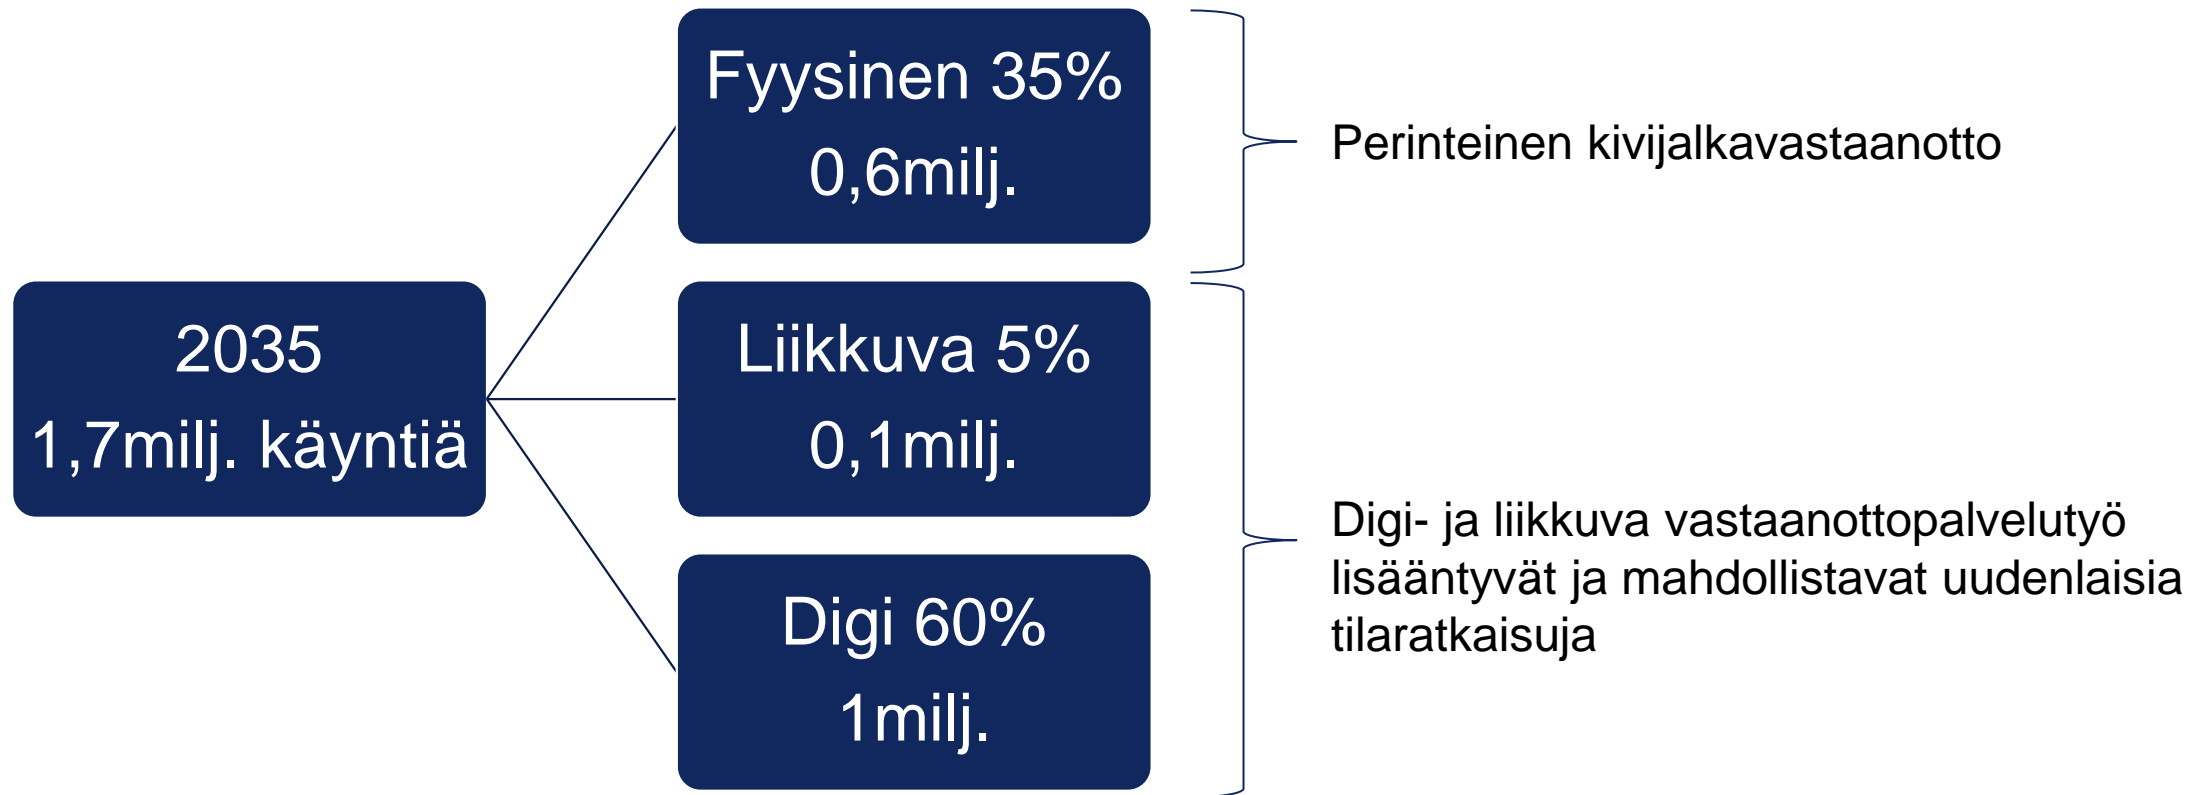 Fyysinen 35%
0,6milj.
Perinteinen kivijalkavastaanotto
2035
1,7milj. käyntiä
Liikkuva 5%
0,1milj.
Digi 60%
1milj.
Digi- ja liikkuva vastaanottopalvelutyö
lisääntyvät ja mahdollistavat uudenlaisia
tilaratkaisuja